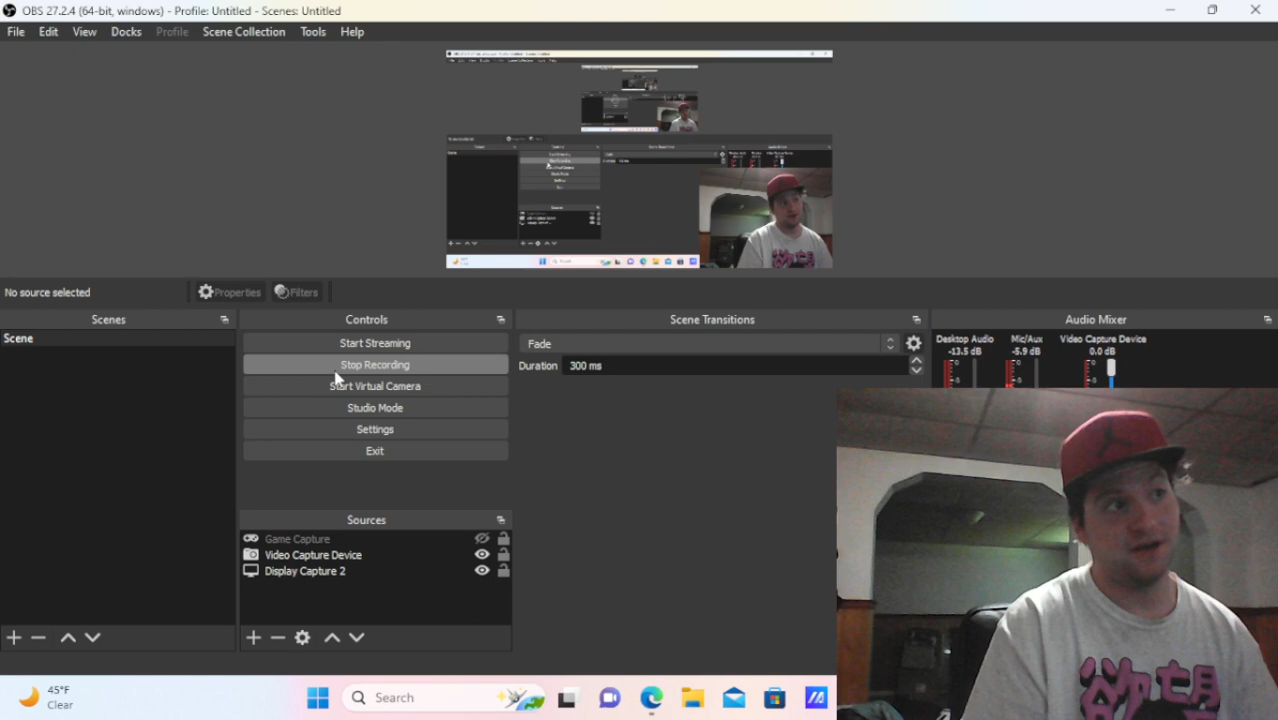 OBS 27.2.4 (64-bit, windows) - Profile: Untitled - Scenes: Untitled
File Edit View Docks Profile Scene Collection Tools Help
No source selected
Properties
Filters
Scenes
Controls
Scene Transitions
Audio Mixer
Scene
Start Streaming
Stop Recording
Start Virtual Camera
Studio Mode
Settings
Exit
Fade
Duration 300 ms
Desktop Audio Mic/Aux Video Capture Device
-13.5 dB -5.9 dB 0.0 dB
Sources
Game Capture
Video Capture Device
Display Capture 2
45°F
Clear
Search
欲望